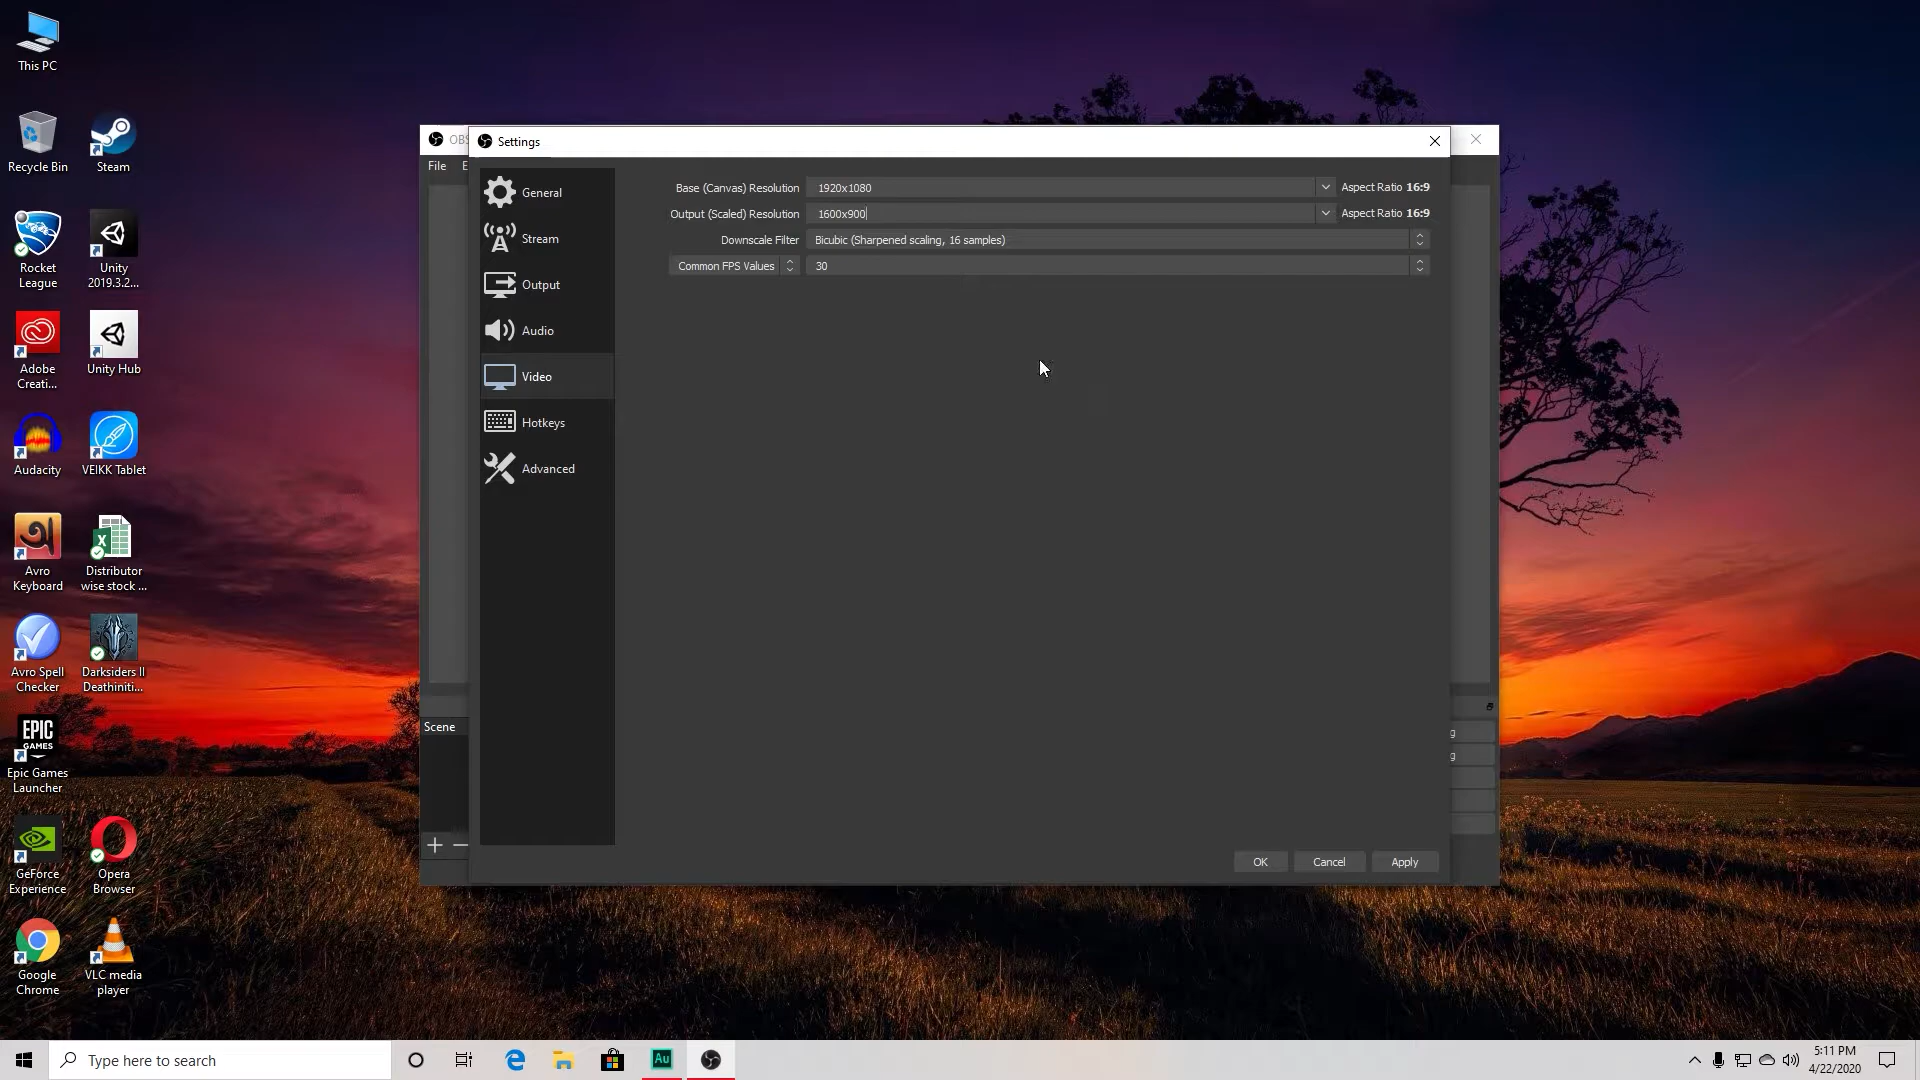 This PC
Recycle Bin
Steam
Rocket
League
Unity
2019.3.2...
Adobe
Creati...
Unity Hub
Audacity
VEIKK Tablet
Avro
Keyboard
Distributor
wise stock ...
Avro Spell
Checker
Darksiders II
Deathiniti...
EPIC
GAMES
Epic Games
Launcher
GeForce
Experience
Opera
Browser
Google
Chrome
VLC media
player
OBS
File E
Scene
Settings
General
Stream
Output
Audio
Video
Hotkeys
Advanced
Base (Canvas) Resolution 1920x1080 Aspect Ratio 16:9
Output (Scaled) Resolution 1600x900 Aspect Ratio 16:9
Downscale Filter Bicubic (Sharpened scaling, 16 samples)
Common FPS Values 30
g
g
OK Cancel Apply
Type here to search
Au
5:11 PM
4/22/2020